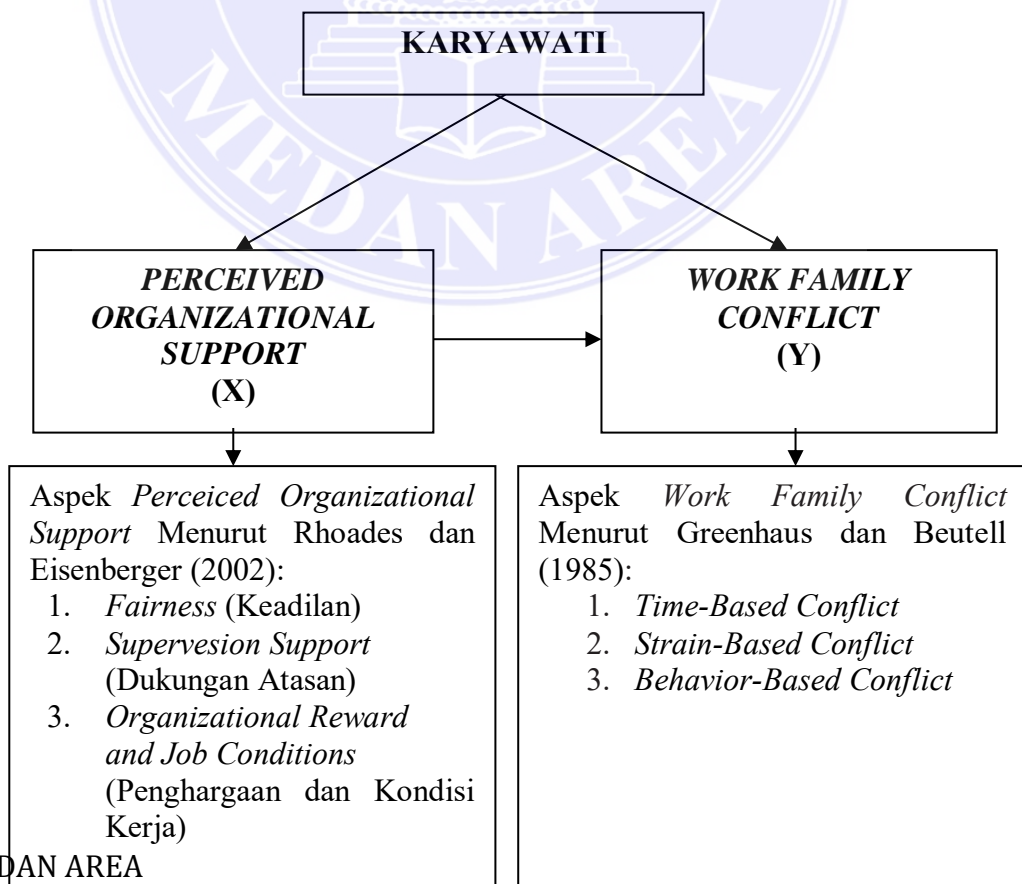 KARYAWATI
MEDAN AREA
PERCEIVED
ORGANIZATIONAL
SUPPORT
(X)
WORK FAMILY
CONFLICT
(Y)
Aspek Perceiced Organizational
Support Menurut Rhoades dan
Eisenberger (2002):
1. Fairness (Keadilan)
2. Supervesion Support
(Dukungan Atasan)
3. Organizational Reward
and Job Conditions
(Penghargaan dan Kondisi
Kerja)
Aspek Work Family Conflict
Menurut Greenhaus dan Beutell
(1985):
1. Time-Based Conflict
2. Strain-Based Conflict
3. Behavior-Based Conflict
DAN AREA